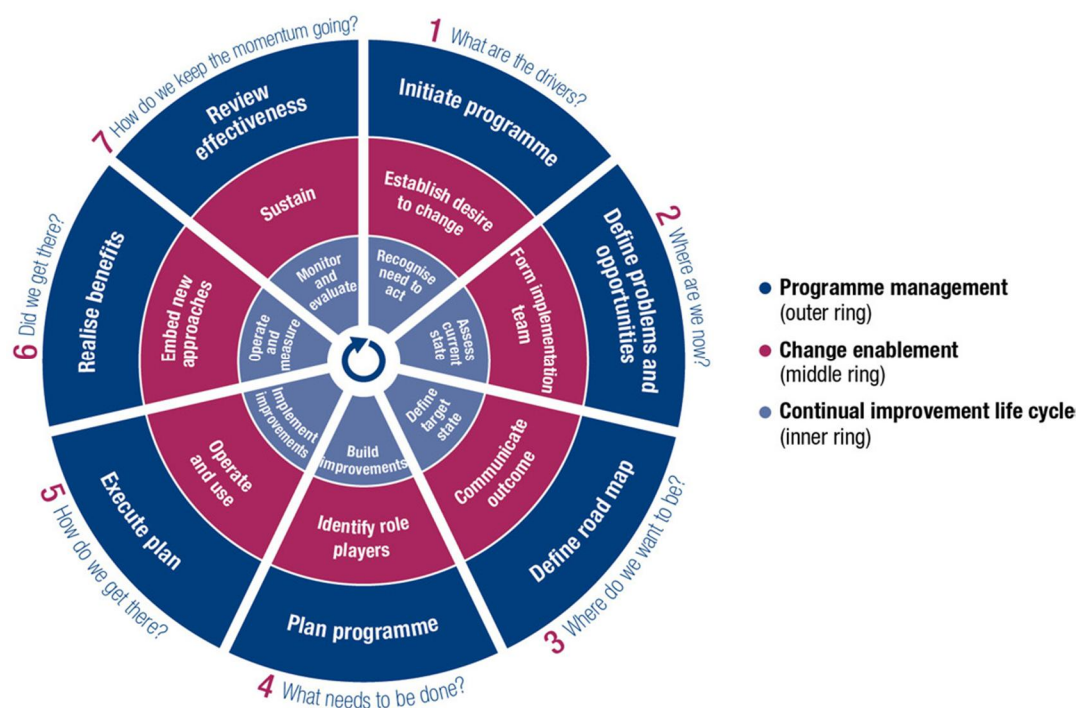 1 What are the drivers?
Initiate programme
Establish desire
to change
Recognise
need to
act
2 Where are we now?
Define problems and
opportunities
Form implementation
team
Assess
current
state
3 Where do we want to be?
Define road map
Communicate
outcome
Define
target
state
4 What needs to be done?
Plan programme
Identify role
players
Build
improvements
5 How do we get there?
Execute plan
Operate
and use
Implement
improvements
6 Did we get there?
Realise benefits
Embed new
approaches
Operate
and
measure
7 How do we keep the momentum going?
Review
effectiveness
Sustain
Monitor
and
evaluate
Programme management
(outer ring)
Change enablement
(middle ring)
Continual improvement life cycle
(inner ring)